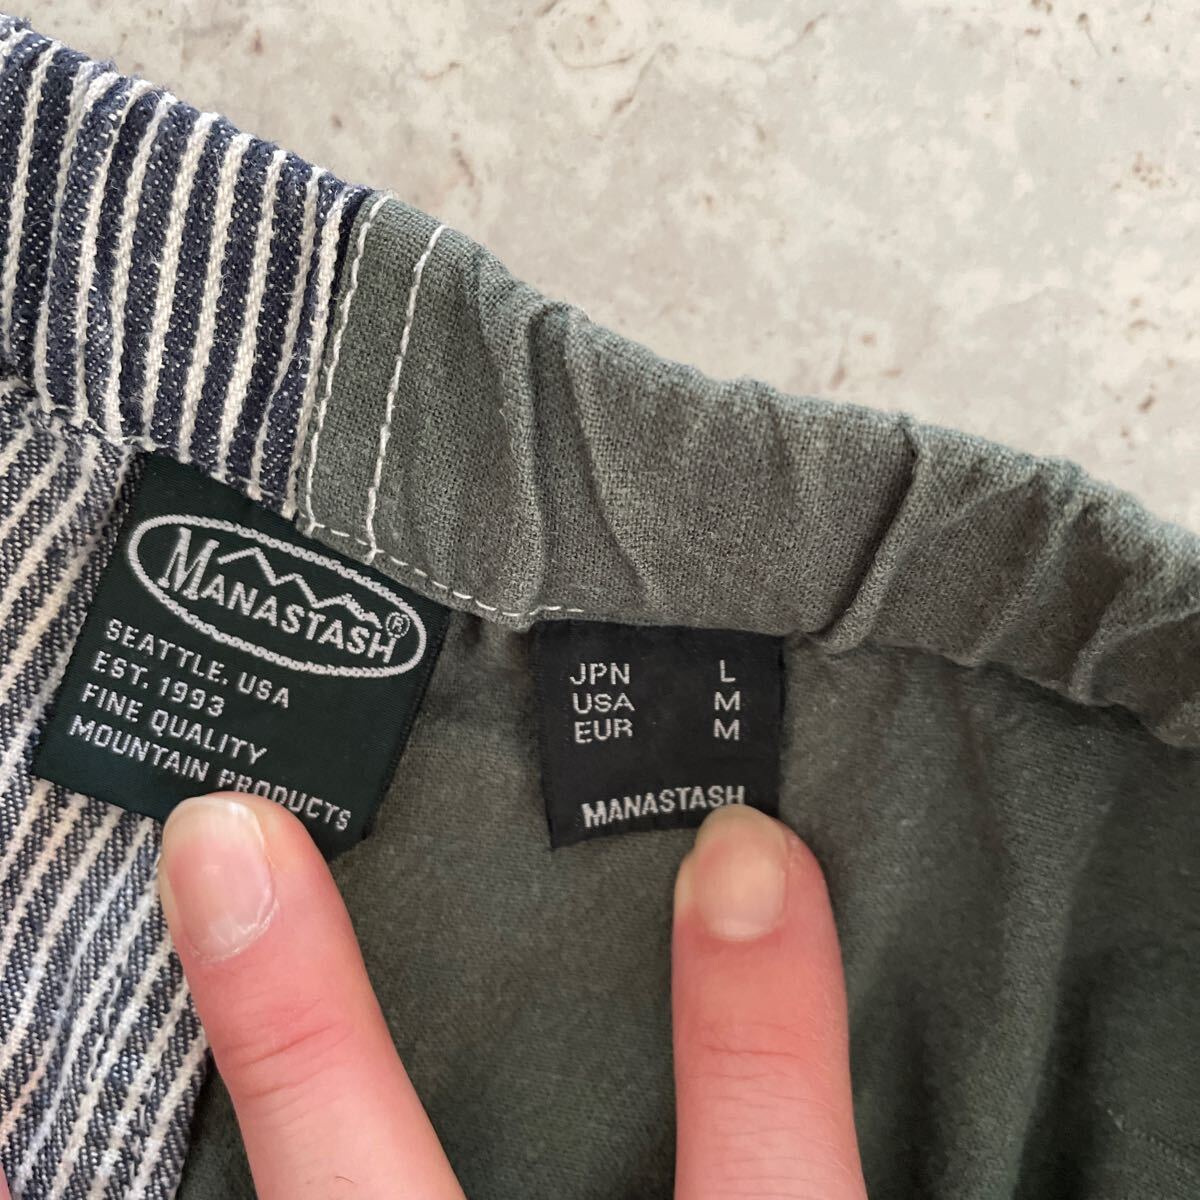 MANASTASH®
SEATTLE, USA
EST. 1993
FINE QUALITY
MOUNTAIN PRODUCTS
JPN L
USA M
EUR M
MANASTASH